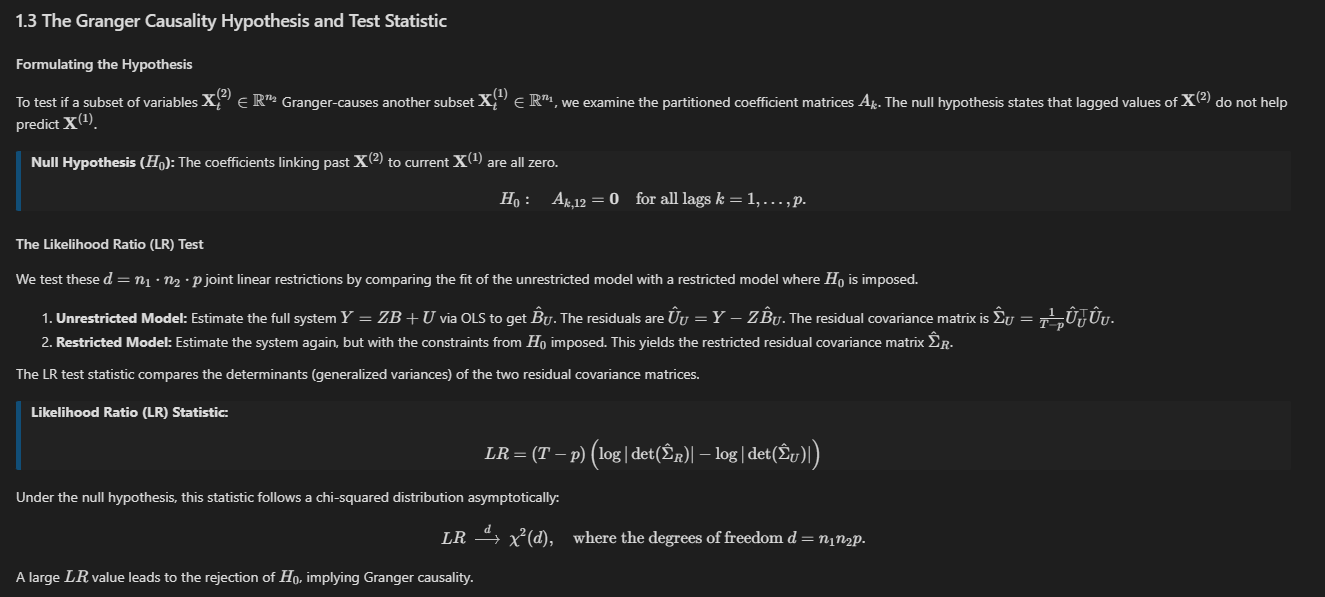 1.3 The Granger Causality Hypothesis and Test Statistic
Formulating the Hypothesis
To test if a subset of variables $\mathbf{X}_t^{(2)} \in \mathbb{R}^{n_2}$ Granger-causes another subset $\mathbf{X}_t^{(1)} \in \mathbb{R}^{n_1}$, we examine the partitioned coefficient matrices $A_k$. The null hypothesis states that lagged values of $\mathbf{X}^{(2)}$ do not help
predict $\mathbf{X}^{(1)}$.
Null Hypothesis ($H_0$): The coefficients linking past $\mathbf{X}^{(2)}$ to current $\mathbf{X}^{(1)}$ are all zero.
$H_0: \quad A_{k,12} = \mathbf{0} \quad \text{for all lags } k = 1, \ldots, p.$
The Likelihood Ratio (LR) Test
We test these $d = n_1 \cdot n_2 \cdot p$ joint linear restrictions by comparing the fit of the unrestricted model with a restricted model where $H_0$ is imposed.
1. Unrestricted Model: Estimate the full system $Y = ZB + U$ via OLS to get $\hat{B}_U$. The residuals are $\hat{U}_U = Y - Z\hat{B}_U$. The residual covariance matrix is $\hat{\Sigma}_U = \frac{1}{T-p}\hat{U}_U^\top \hat{U}_U$.
2. Restricted Model: Estimate the system again, but with the constraints from $H_0$ imposed. This yields the restricted residual covariance matrix $\hat{\Sigma}_R$.
The LR test statistic compares the determinants (generalized variances) of the two residual covariance matrices.
Likelihood Ratio (LR) Statistic:
$LR = (T - p)\left(\log|\det(\hat{\Sigma}_R)| - \log|\det(\hat{\Sigma}_U)|\right)$
Under the null hypothesis, this statistic follows a chi-squared distribution asymptotically:
$LR \xrightarrow{d} \chi^2(d), \quad \text{where the degrees of freedom } d = n_1 n_2 p.$
A large $LR$ value leads to the rejection of $H_0$, implying Granger causality.